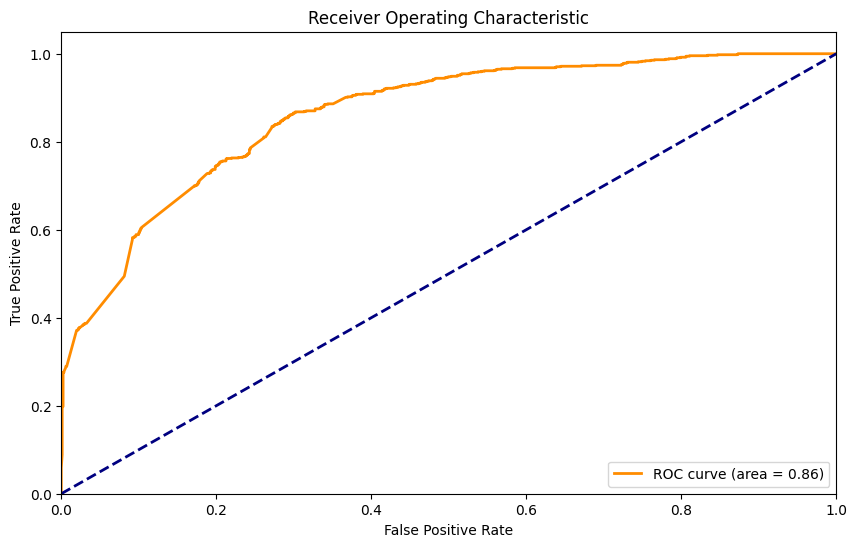 Receiver Operating Characteristic
True Positive Rate
1.0
0.8
0.6
0.4
0.2
0.0
ROC curve (area = 0.86)
0.0 0.2 0.4 0.6 0.8 1.0
False Positive Rate